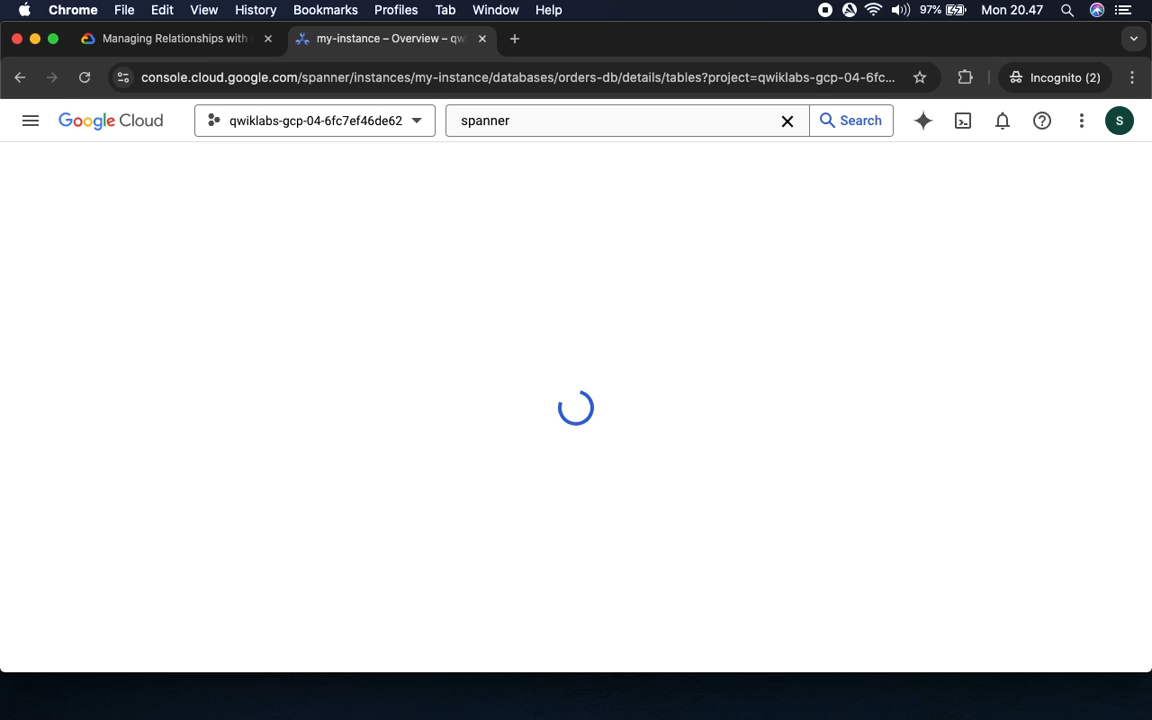 Chrome File Edit View History Bookmarks Profiles Tab Window Help 97% Mon 20.47
Managing Relationships with my-instance – Overview – qw
console.cloud.google.com/spanner/instances/my-instance/databases/orders-db/details/tables?project=qwiklabs-gcp-04-6fc... Incognito (2)
Google Cloud qwiklabs-gcp-04-6fc7ef46de62 spanner Search S